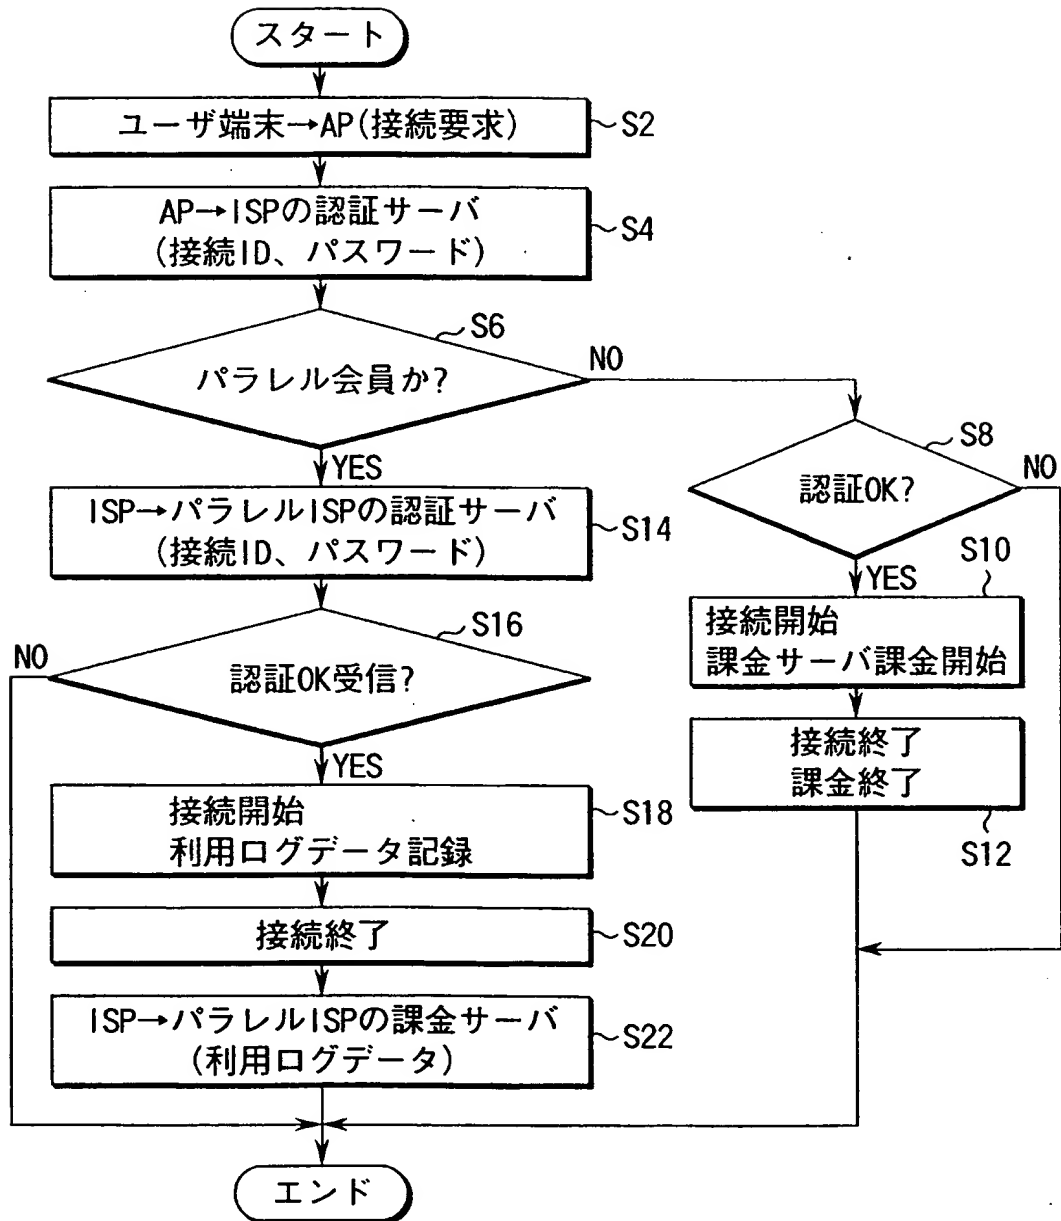 スタート
ユーザ端末→AP(接続要求)
S2
AP→ISPの認証サーバ
(接続ID、パスワード)
S4
S6
パラレル会員か?
NO
YES
S8
認証OK?
NO
YES
ISP→パラレルISPの認証サーバ
(接続ID、パスワード)
S14
S10
接続開始
課金サーバ課金開始
S16
NO
認証OK受信?
YES
接続終了
課金終了
S12
接続開始
利用ログデータ記録
S18
接続終了
S20
ISP→パラレルISPの課金サーバ
(利用ログデータ)
S22
エンド